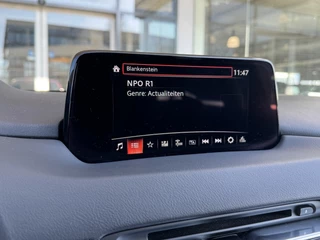 Blankenstein 11:47
NPO R1
Genre: Actualiteiten